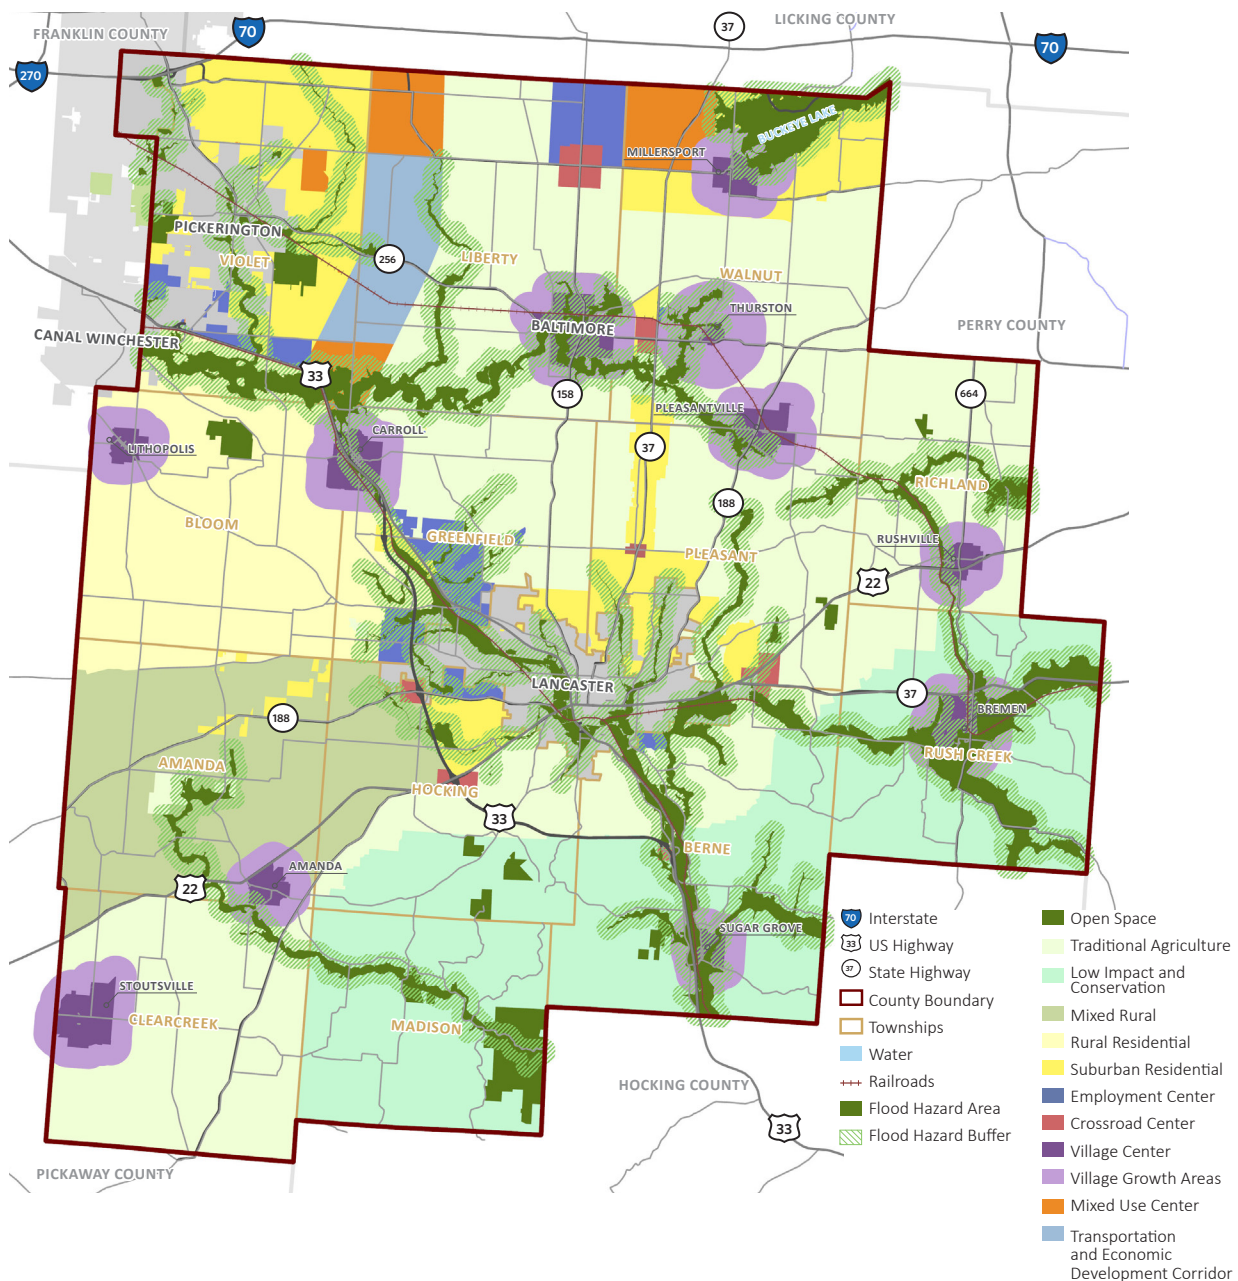 FRANKLIN COUNTY
70
37
LICKING COUNTY
70
270
BUCKEYE LAKE
MILLERSPORT
PICKERINGTON
VIOLET
256
LIBERTY
WALNUT
THURSTON
BALTIMORE
PERRY COUNTY
CANAL WINCHESTER
33
158
664
PLEASANTVILLE
CARROLL
37
LITHOPOLIS
188
RICHLAND
BLOOM
GREENFIELD
RUSHVILLE
PLEASANT
22
LANCASTER
37
188
BREMEN
RUSH CREEK
AMANDA
HOCKING
33
BERNE
AMANDA
22
SUGAR GROVE
STOUTSVILLE
CLEARCREEK
MADISON
HOCKING COUNTY
33
PICKAWAY COUNTY
70 Interstate
33 US Highway
37 State Highway
County Boundary
Townships
Water
Railroads
Flood Hazard Area
Flood Hazard Buffer
Open Space
Traditional Agriculture
Low Impact and
Conservation
Mixed Rural
Rural Residential
Suburban Residential
Employment Center
Crossroad Center
Village Center
Village Growth Areas
Mixed Use Center
Transportation
and Economic
Development Corridor